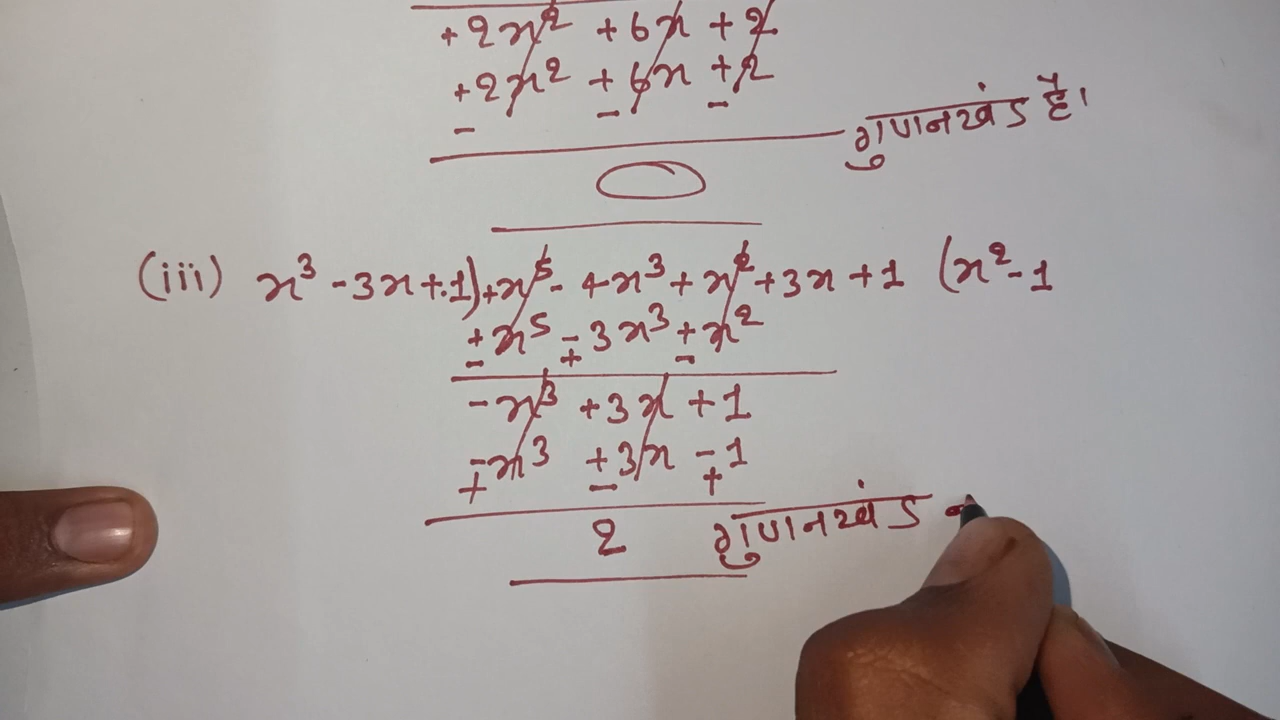 +2x² + 6x + 2
+2x² + 6x + 2
- - -
गुणनखंड है।
0
(iii) x³ - 3x + 1) +x⁵ - 4x³ + x² + 3x + 1 (x² - 1
+x⁵ - 3x³ + x²
- + -
-x³ + 3x + 1
-x³ + 3x - 1
+ - +
2 गुणनखंड